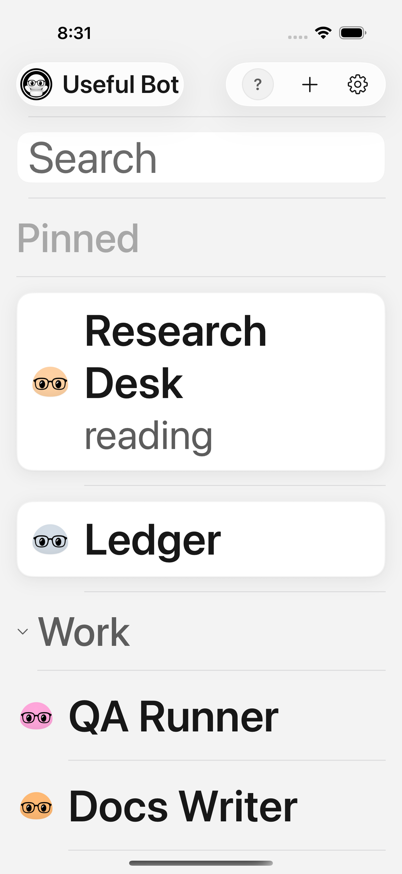 8:31
Useful Bot
?
Search
Pinned
Research
Desk
reading
Ledger
Work
QA Runner
Docs Writer